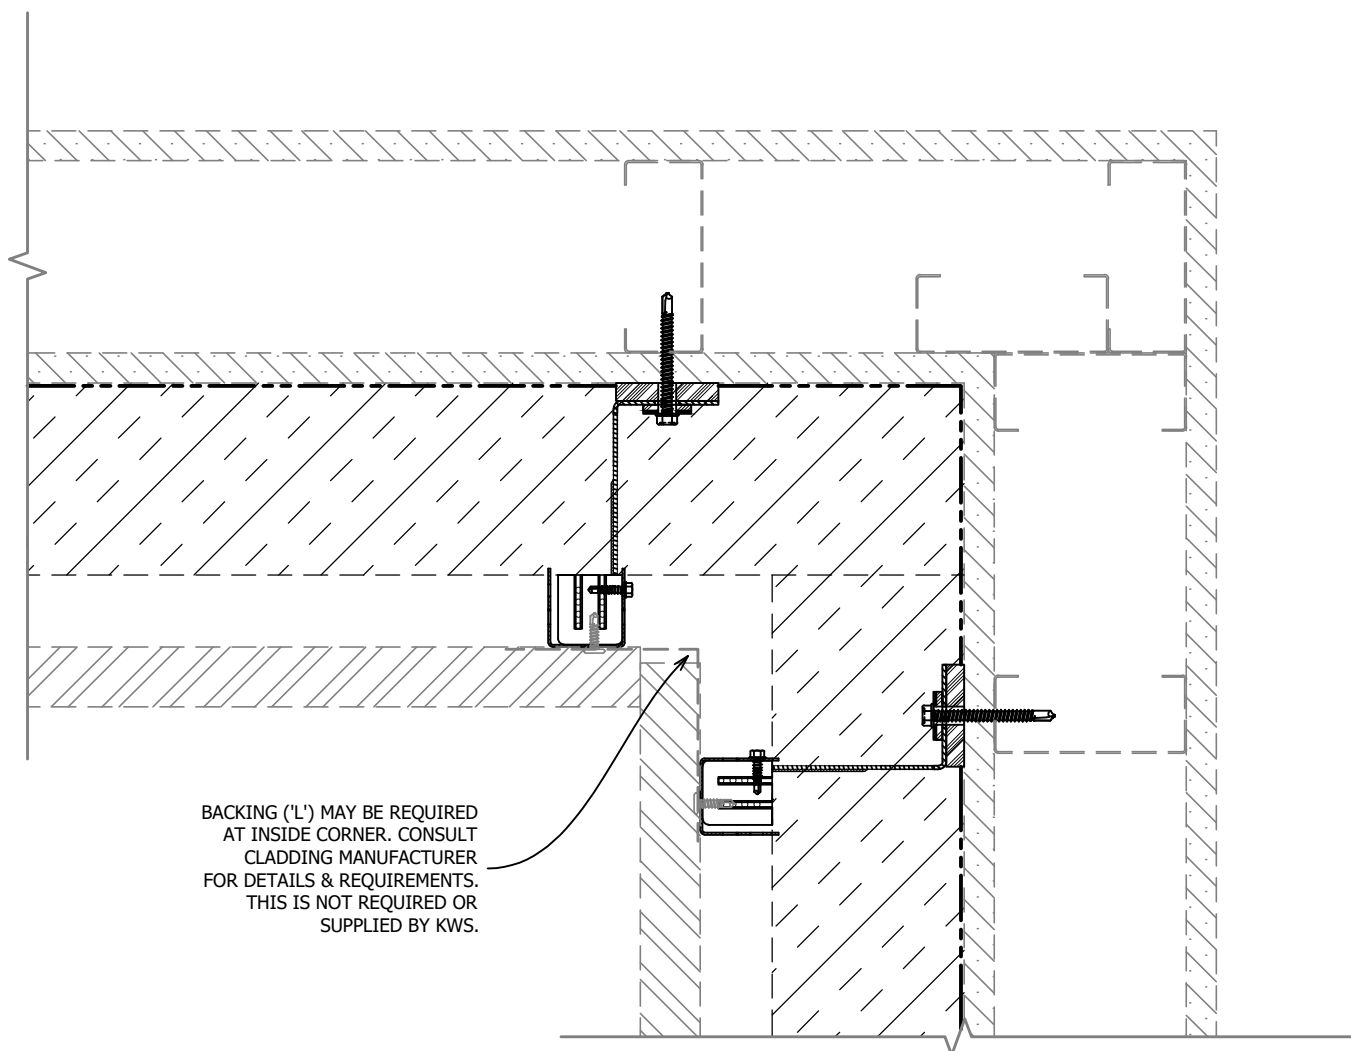 BACKING ('L') MAY BE REQUIRED
AT INSIDE CORNER. CONSULT
CLADDING MANUFACTURER
FOR DETAILS & REQUIREMENTS.
THIS IS NOT REQUIRED OR
SUPPLIED BY KWS.